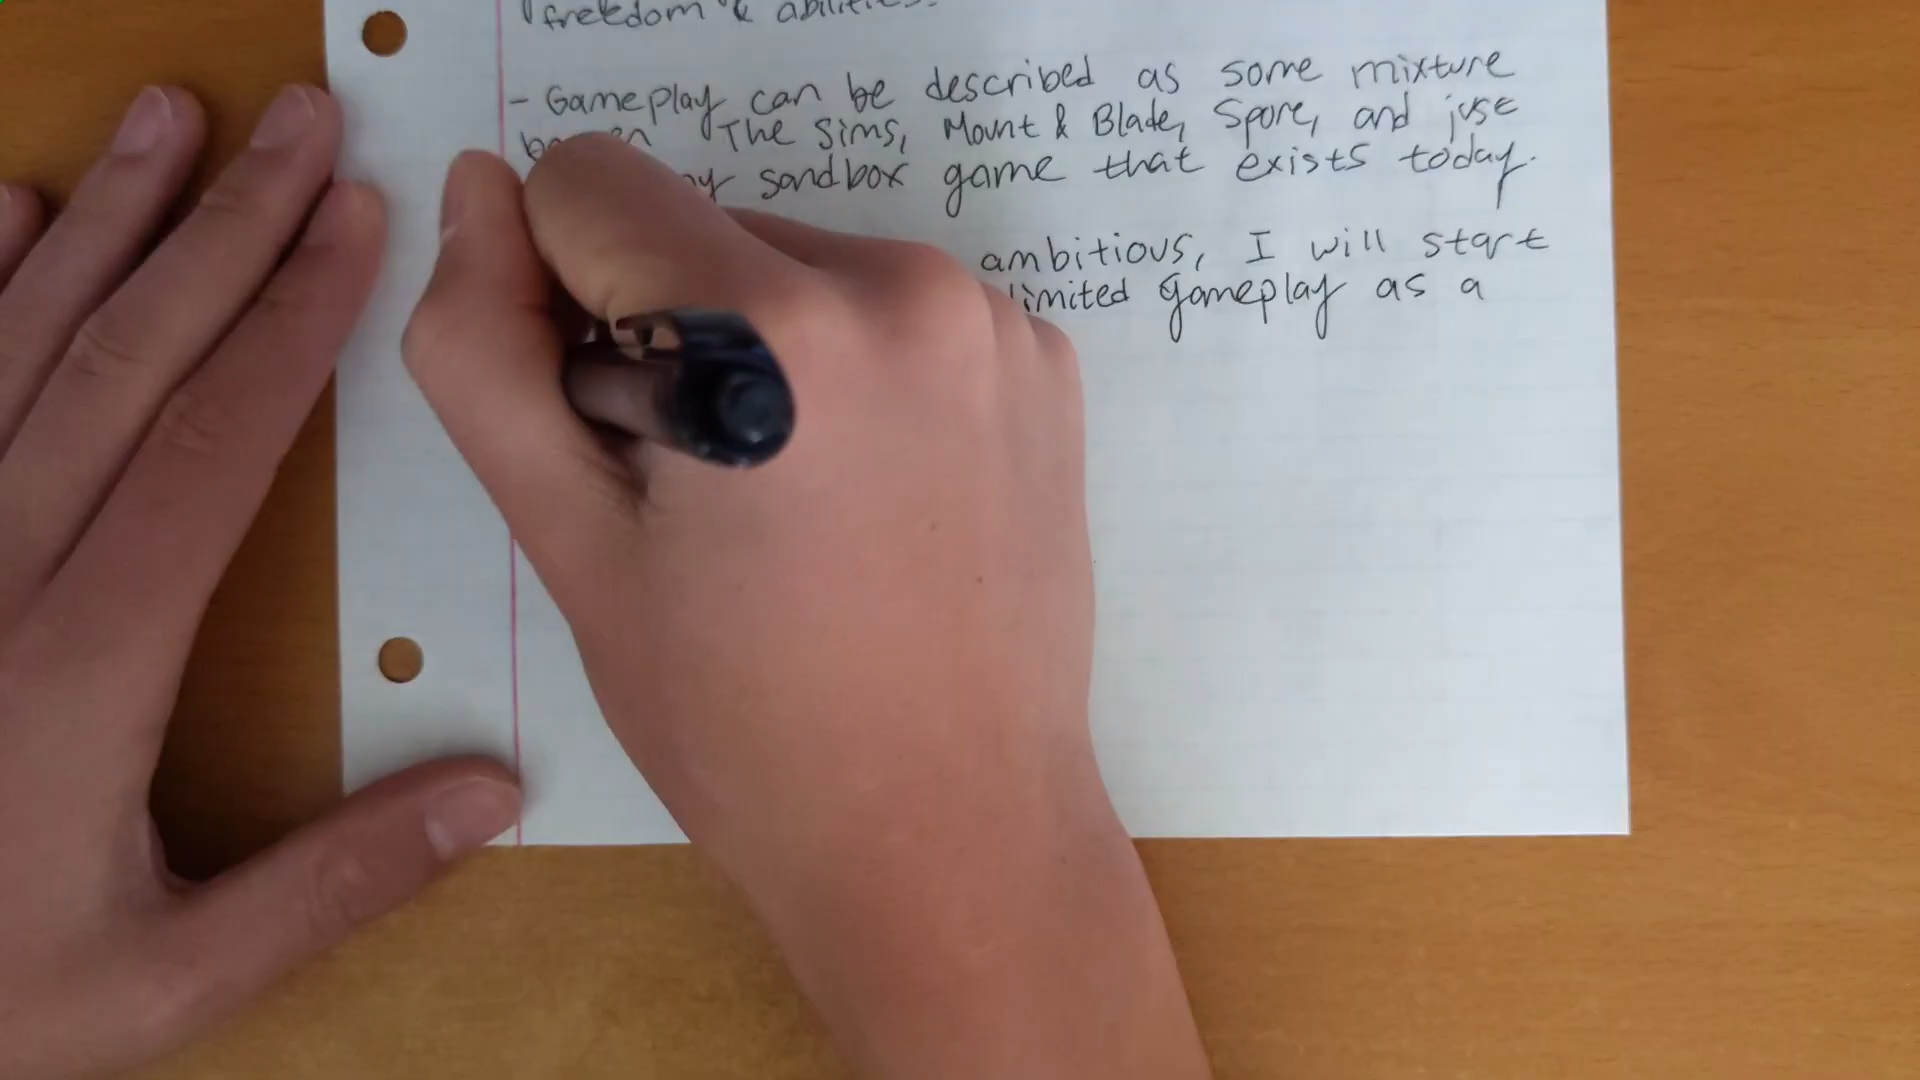 freedom & abilities.
- Gameplay can be described as some mixture
The Sims, Mount & Blade, Spore, and just
sandbox game that exists today.
ambitious, I will start
limited gameplay as a